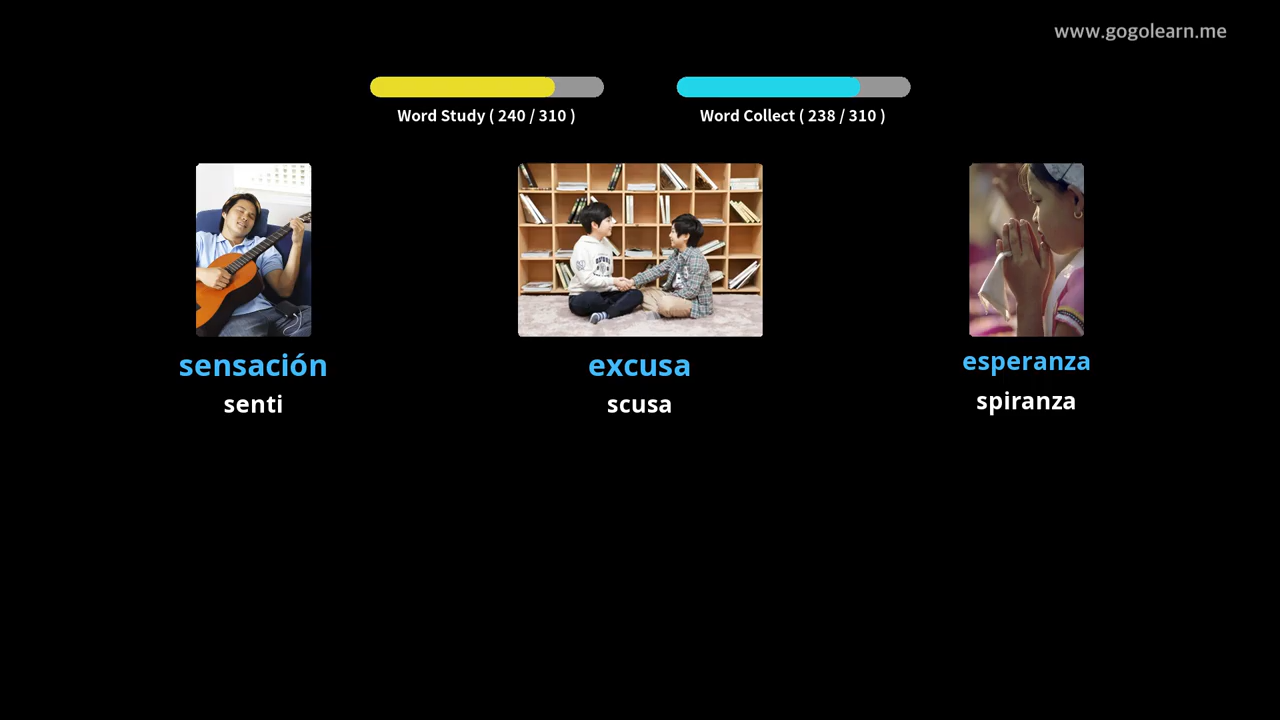 www.gogolearn.me
Word Study ( 240 / 310 )
Word Collect ( 238 / 310 )
sensación
senti
excusa
scusa
esperanza
spiranza